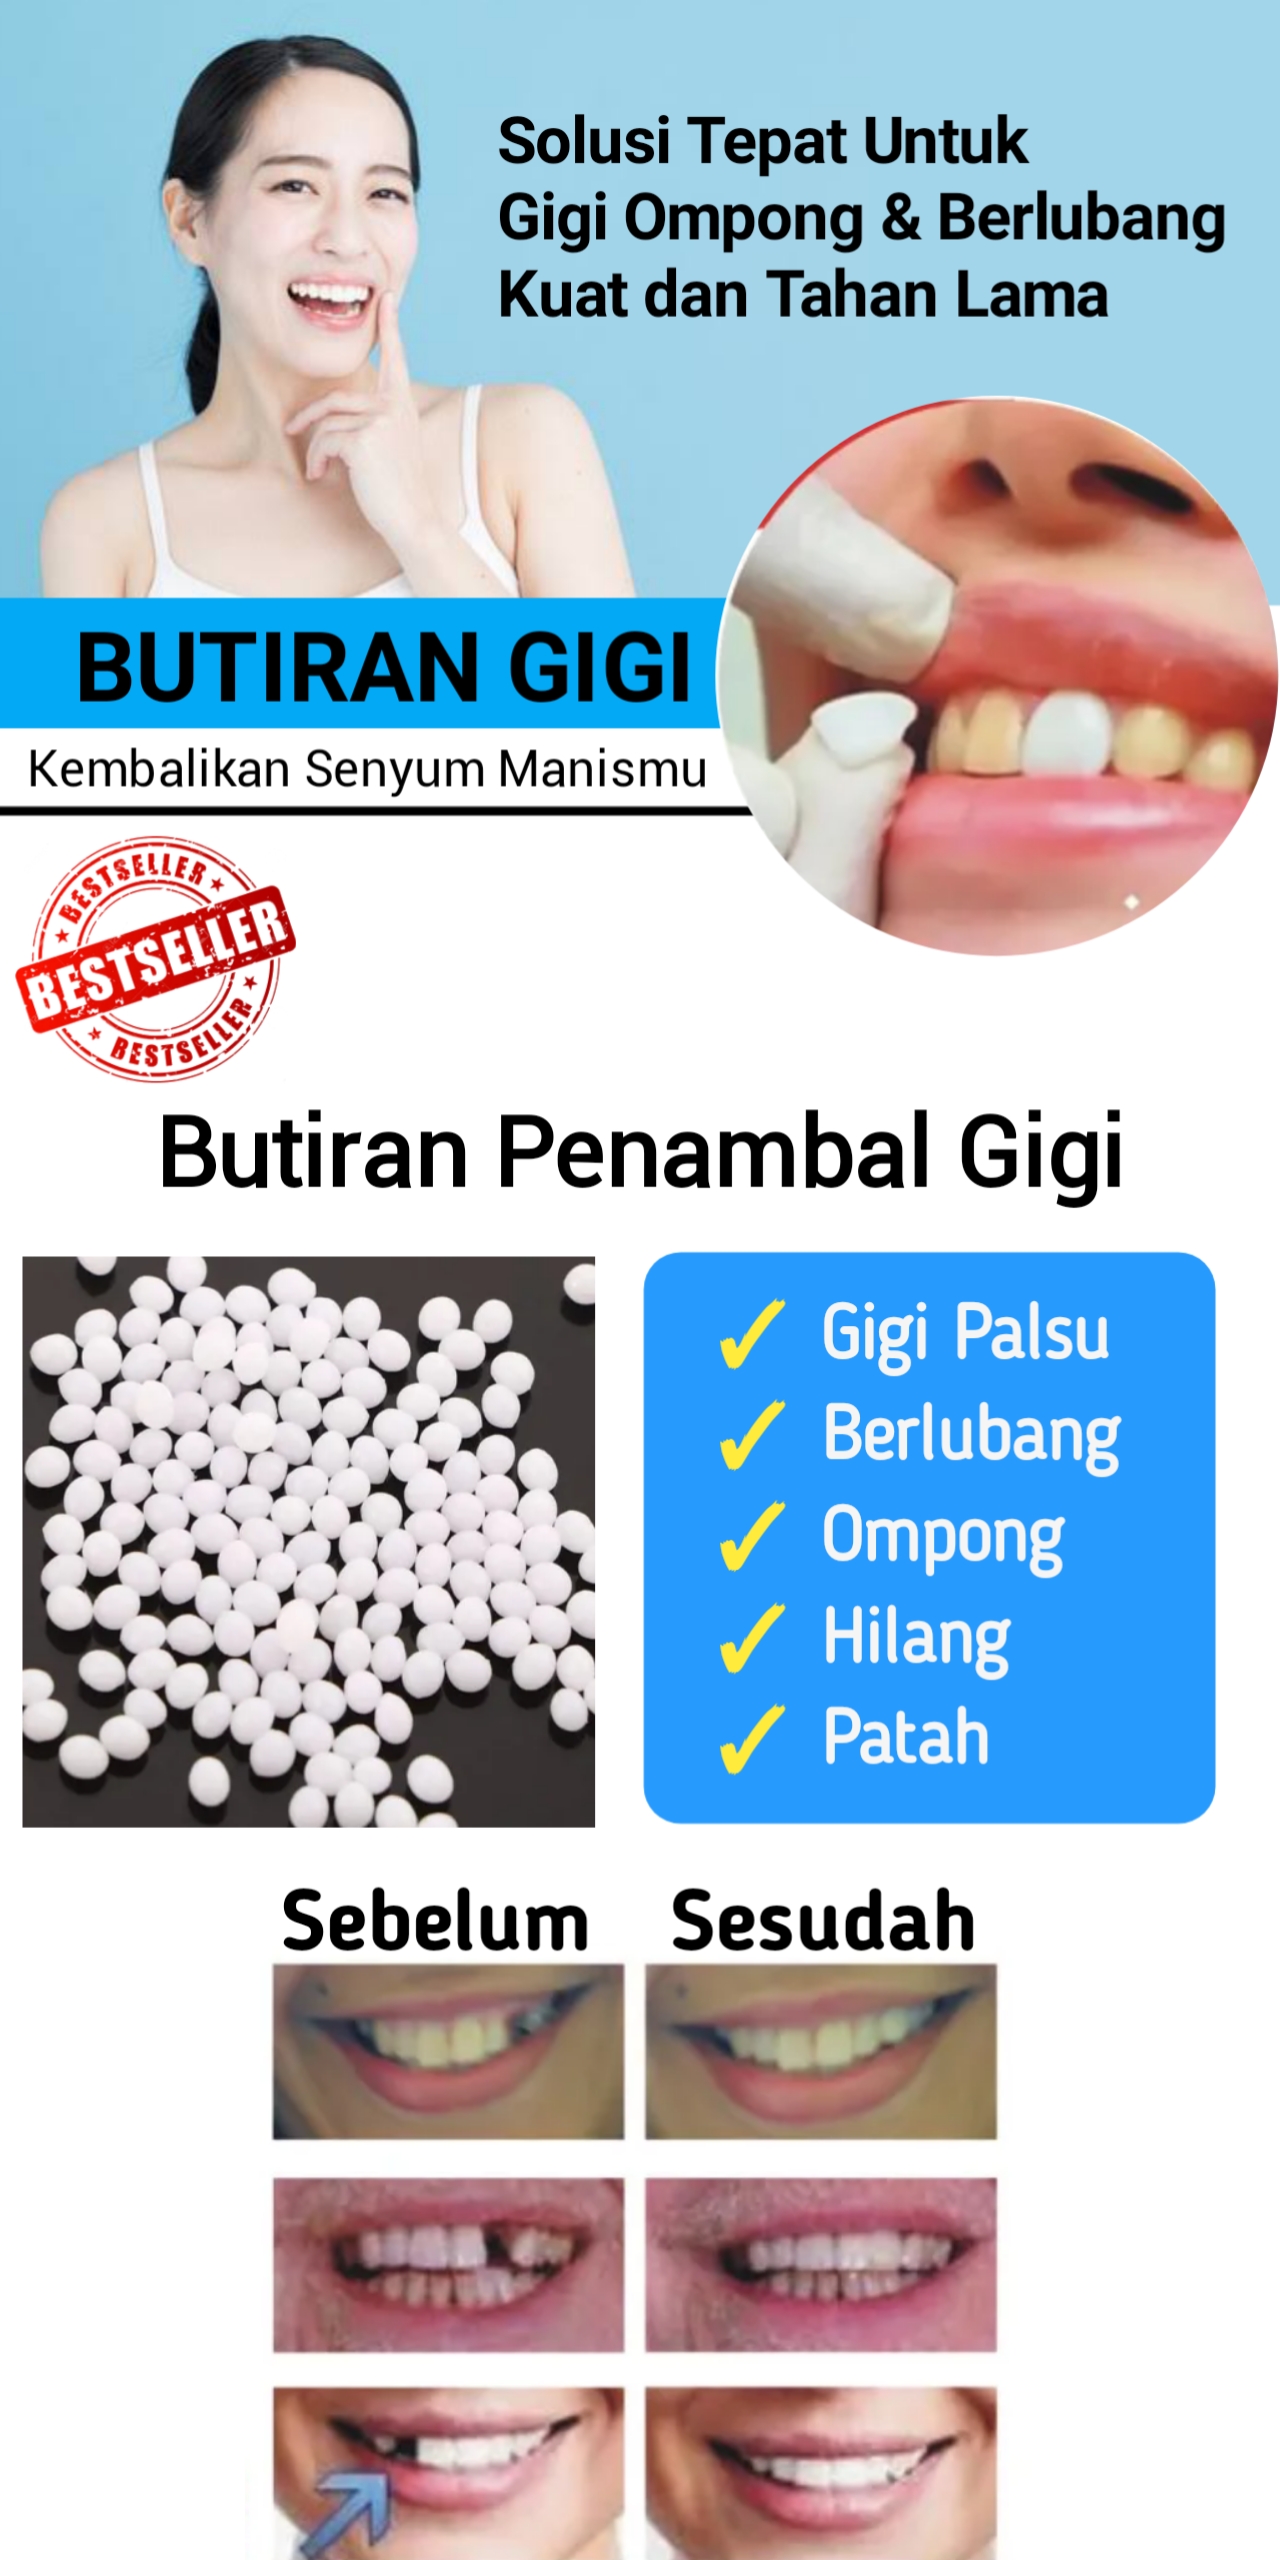 Solusi Tepat Untuk
Gigi Ompong & Berlubang
Kuat dan Tahan Lama
BUTIRAN GIGI
Kembalikan Senyum Manismu
BESTSELLER
BESTSELLER
BESTSELLER
Butiran Penambal Gigi
Gigi Palsu
Berlubang
Ompong
Hilang
Patah
Sebelum Sesudah